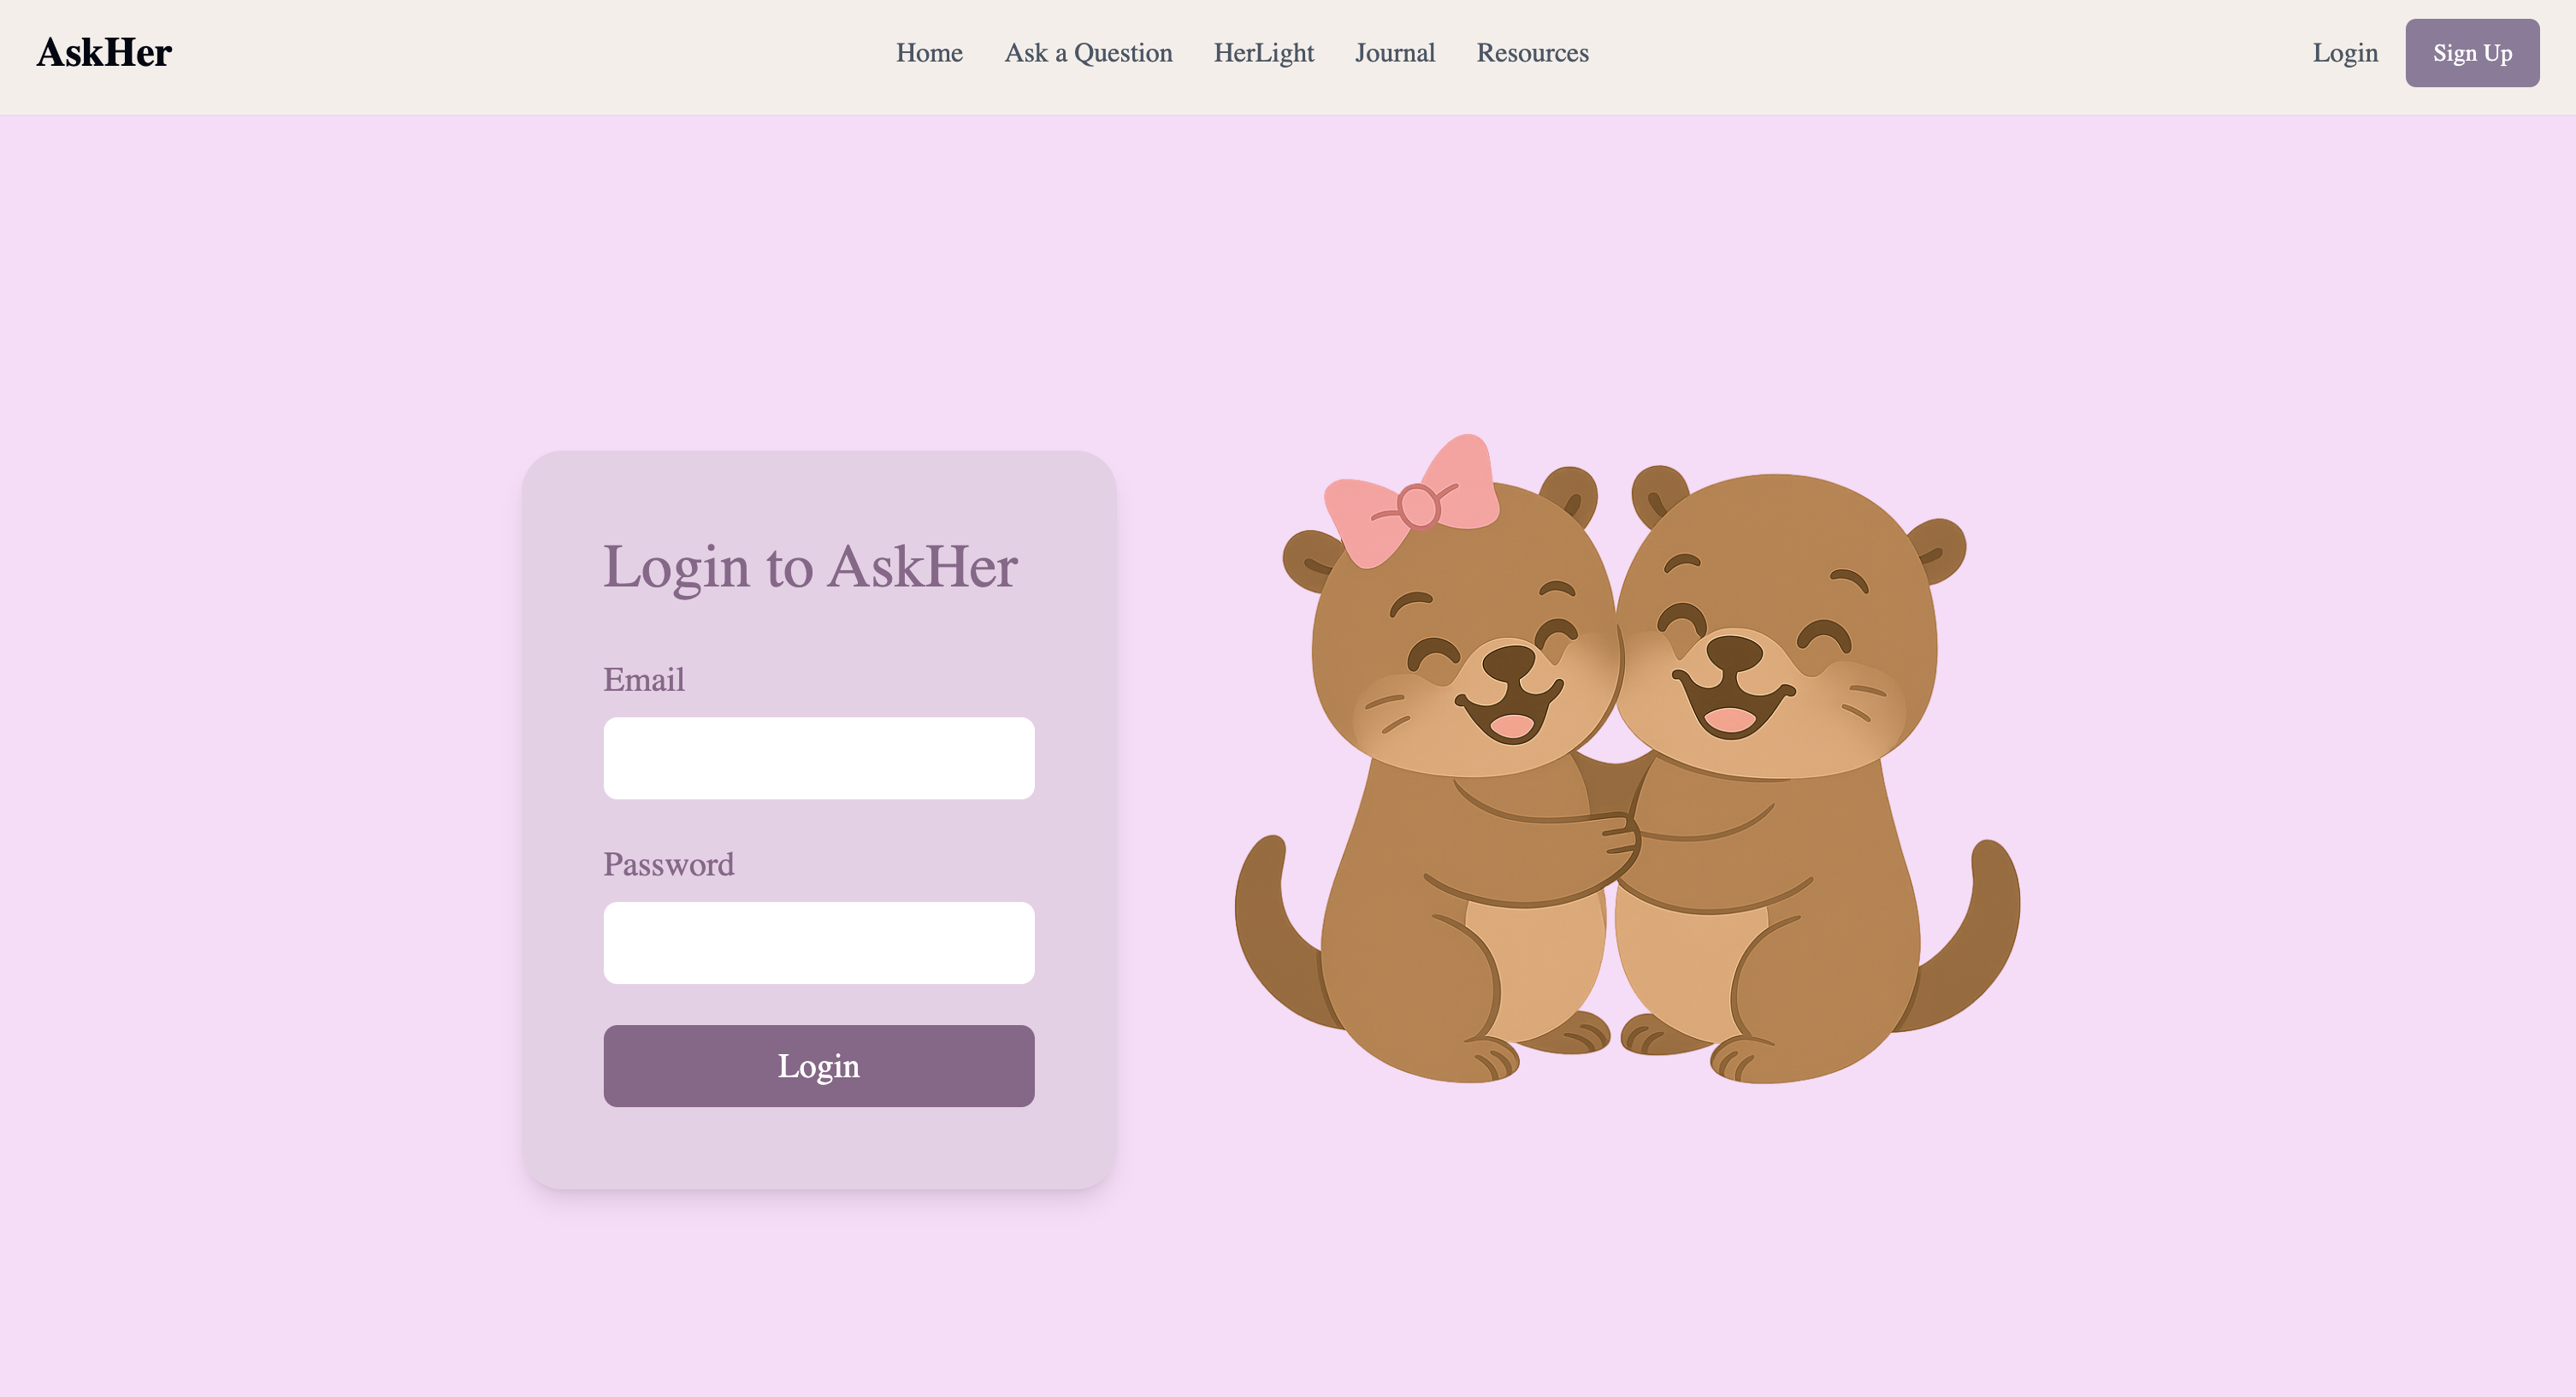 AskHer
Home Ask a Question HerLight Journal Resources
Login Sign Up
Login to AskHer
Email
Password
Login